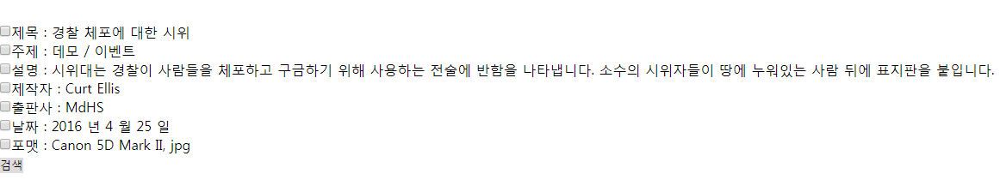 제목 : 경찰 체포에 대한 시위
주제 : 데모 / 이벤트
설명 : 시위대는 경찰이 사람들을 체포하고 구금하기 위해 사용하는 전술에 반함을 나타냅니다. 소수의 시위자들이 땅에 누워있는 사람 뒤에 표지판을 붙입니다.
제작자 : Curt Ellis
출판사 : MdHS
날짜 : 2016 년 4 월 25 일
포맷 : Canon 5D Mark II, jpg
검색